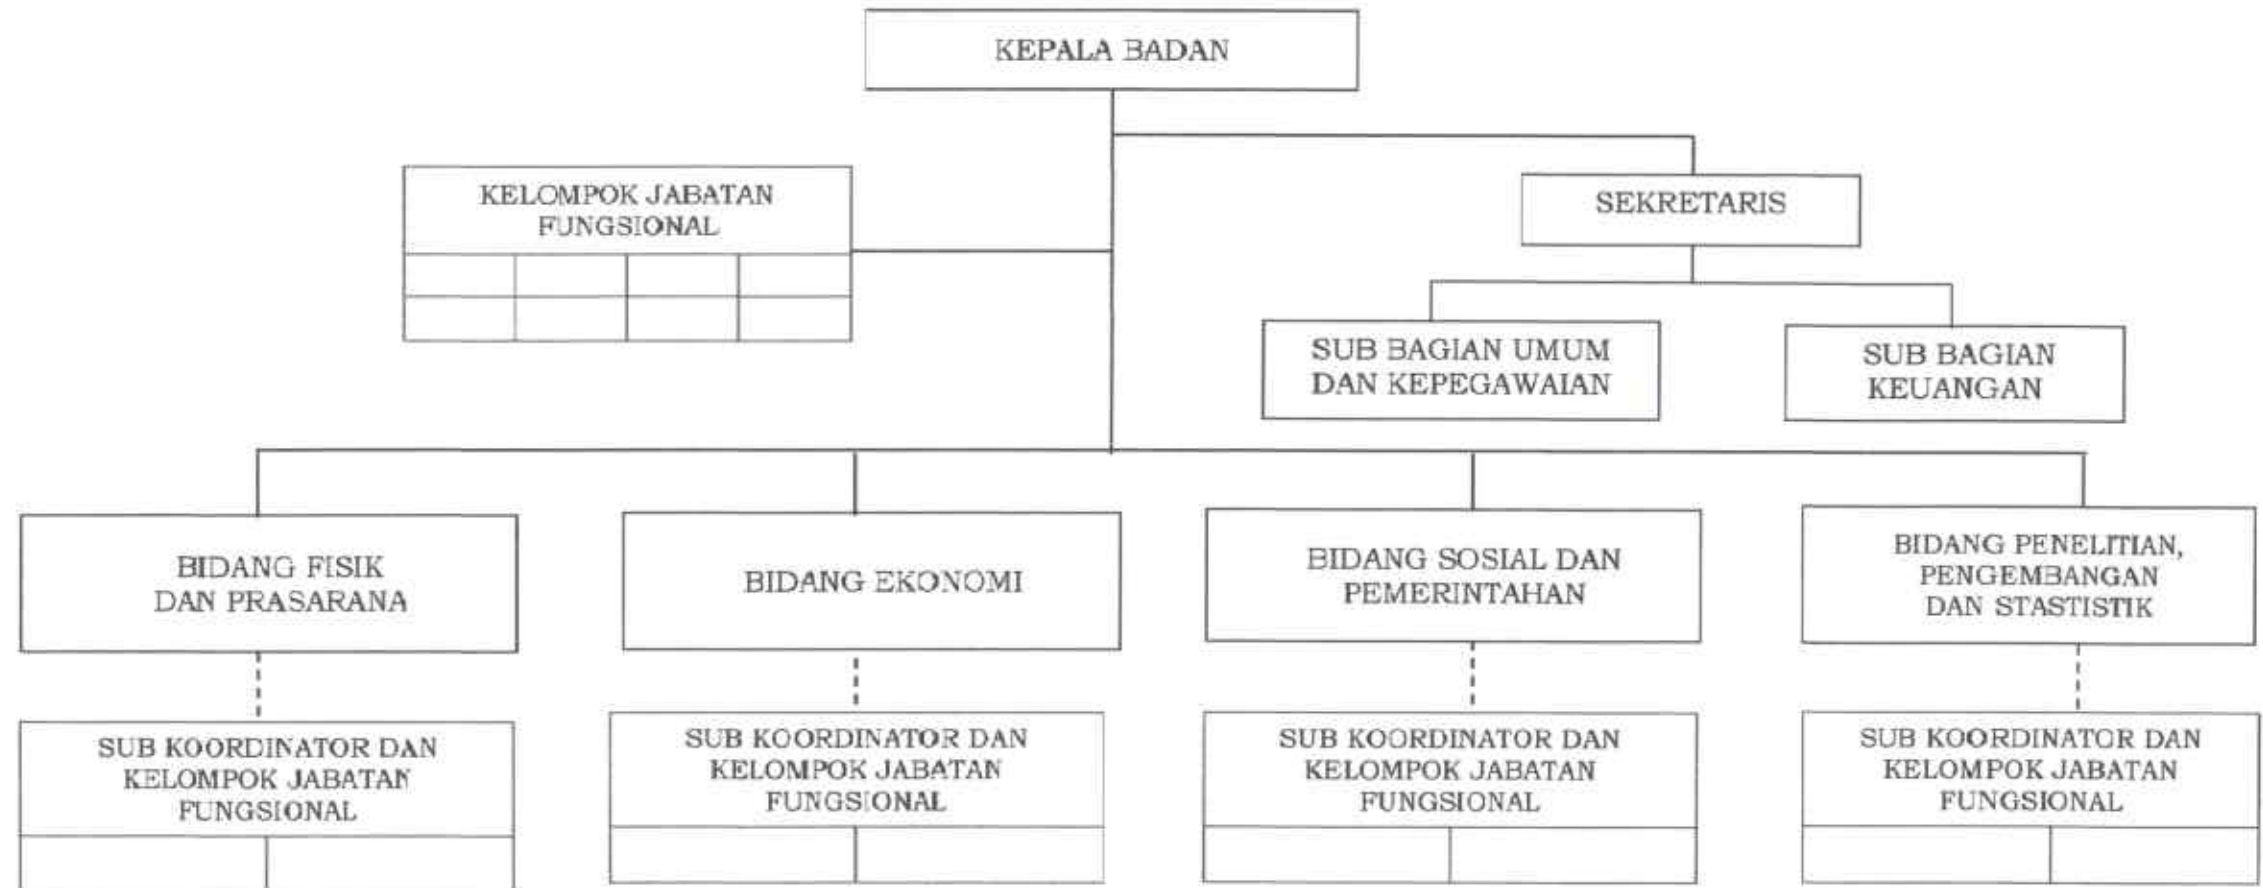 KEPALA BADAN
KELOMPOK JABATAN
FUNGSIONAL
SEKRETARIS
SUB BAGIAN UMUM
DAN KEPEGAWAIAN
SUB BAGIAN
KEUANGAN
BIDANG FISIK
DAN PRASARANA
BIDANG EKONOMI
BIDANG SOSIAL DAN
PEMERINTAHAN
BIDANG PENELITIAN,
PENGEMBANGAN
DAN STASTISTIK
SUB KOORDINATOR DAN
KELOMPOK JABATAN
FUNGSIONAL
SUB KOORDINATOR DAN
KELOMPOK JABATAN
FUNGSIONAL
SUB KOORDINATOR DAN
KELOMPOK JABATAN
FUNGSIONAL
SUB KOORDINATOR DAN
KELOMPOK JABATAN
FUNGSIONAL